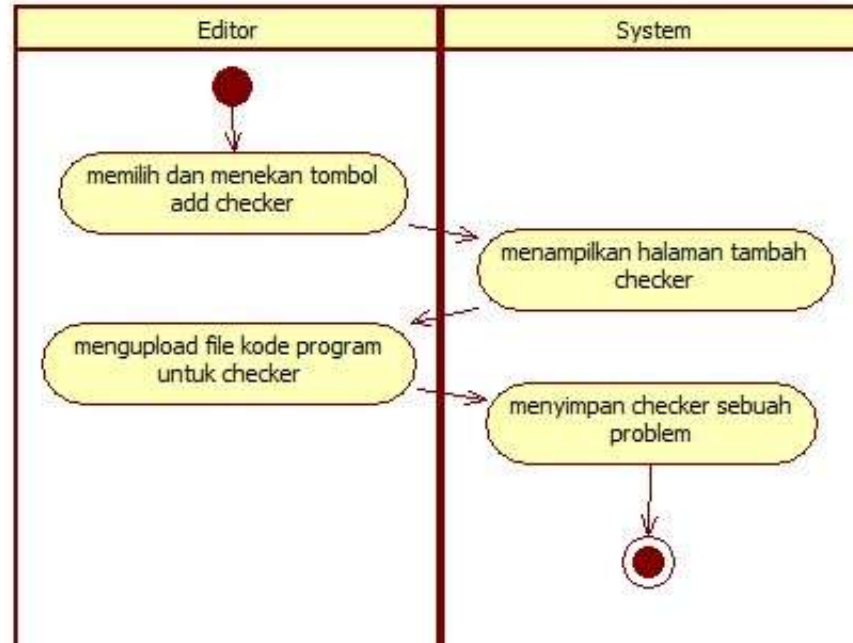 Editor
System
memilih dan menekan tombol
add checker
menampilkan halaman tambah
checker
mengupload file kode program
untuk checker
menyimpan checker sebuah
problem